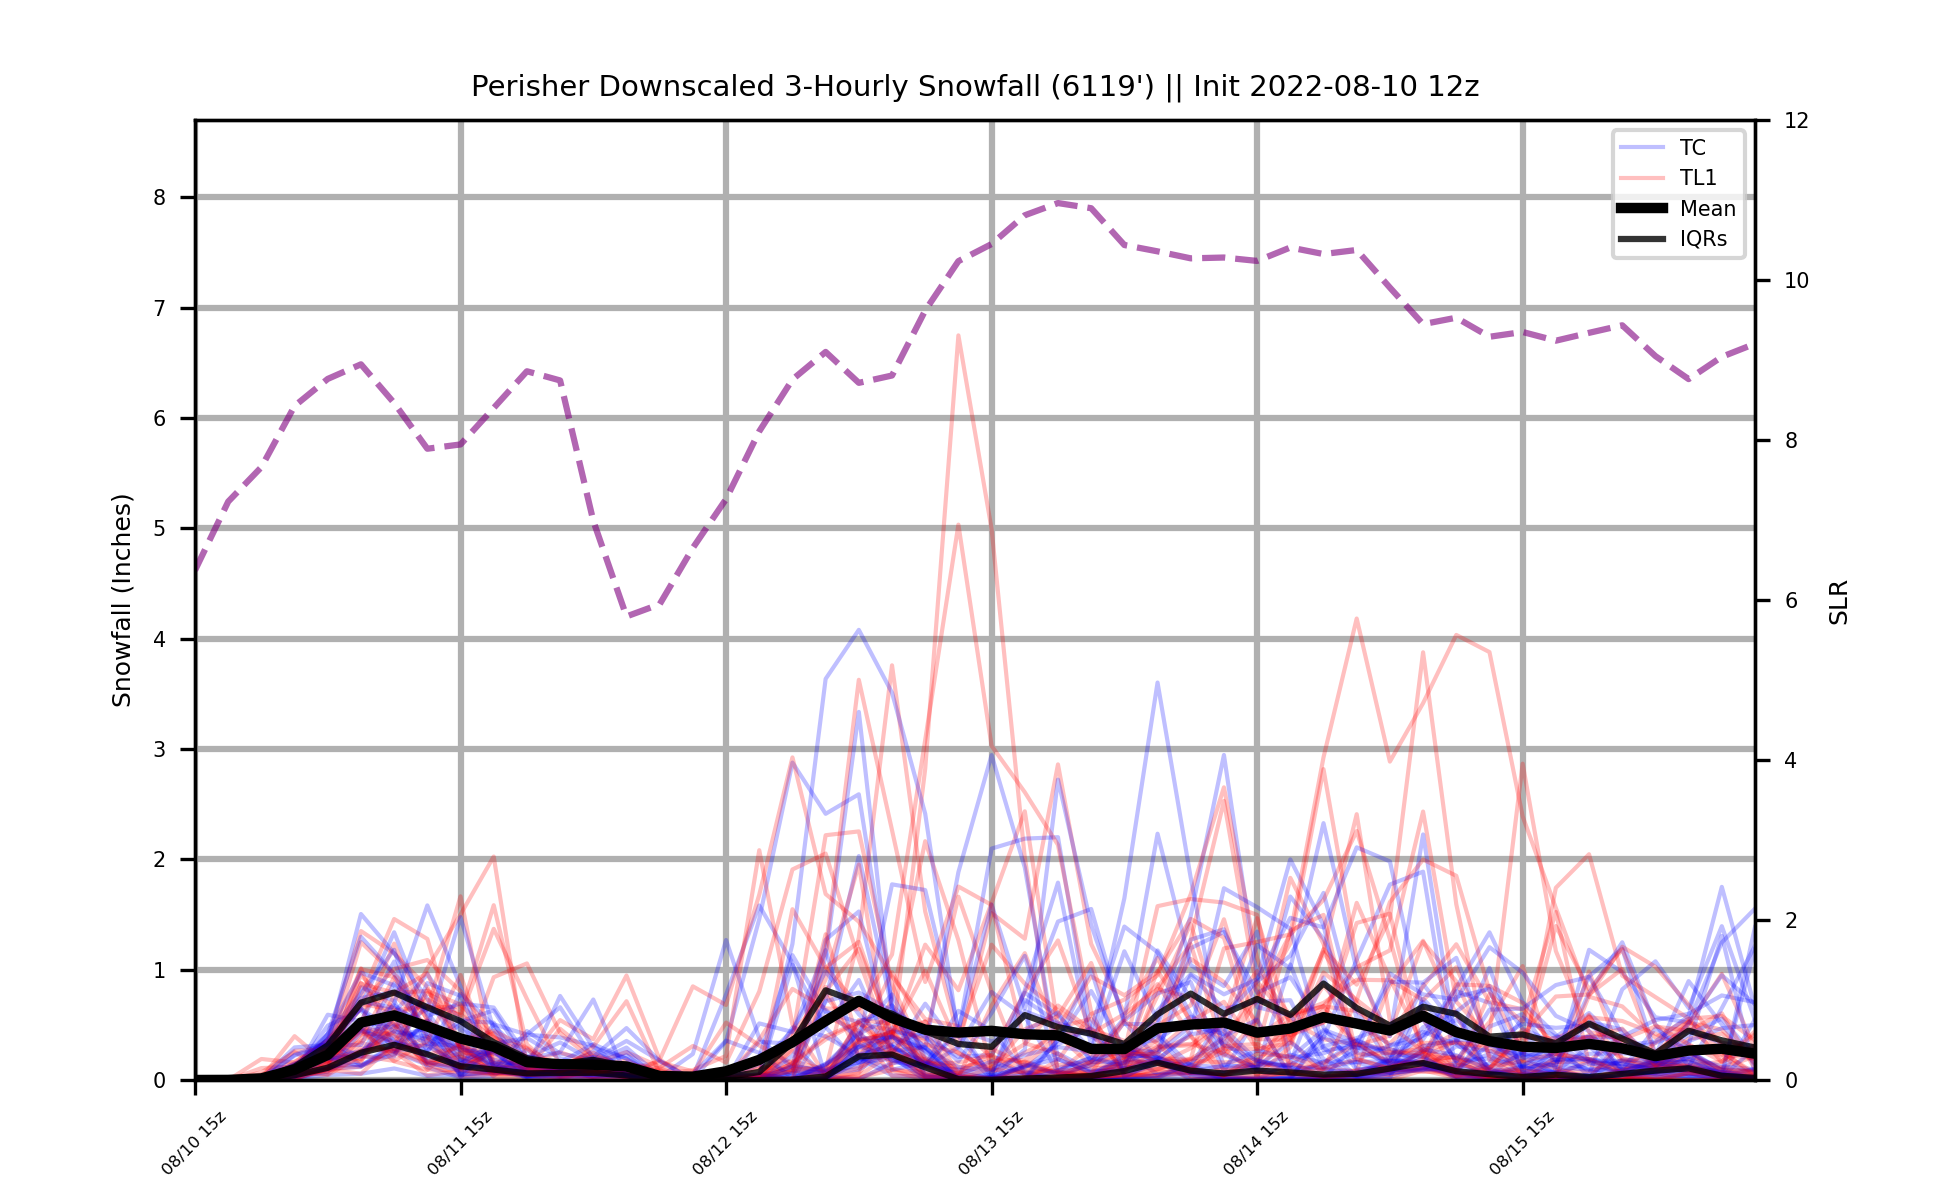 Perisher Downscaled 3-Hourly Snowfall (6119') || Init 2022-08-10 12z
TC
TL1
Mean
IQRs
Snowfall (Inches)
8
7
6
5
4
3
2
1
0
SLR
12
10
8
6
4
2
0
08/10 15z
08/11 15z
08/12 15z
08/13 15z
08/14 15z
08/15 15z